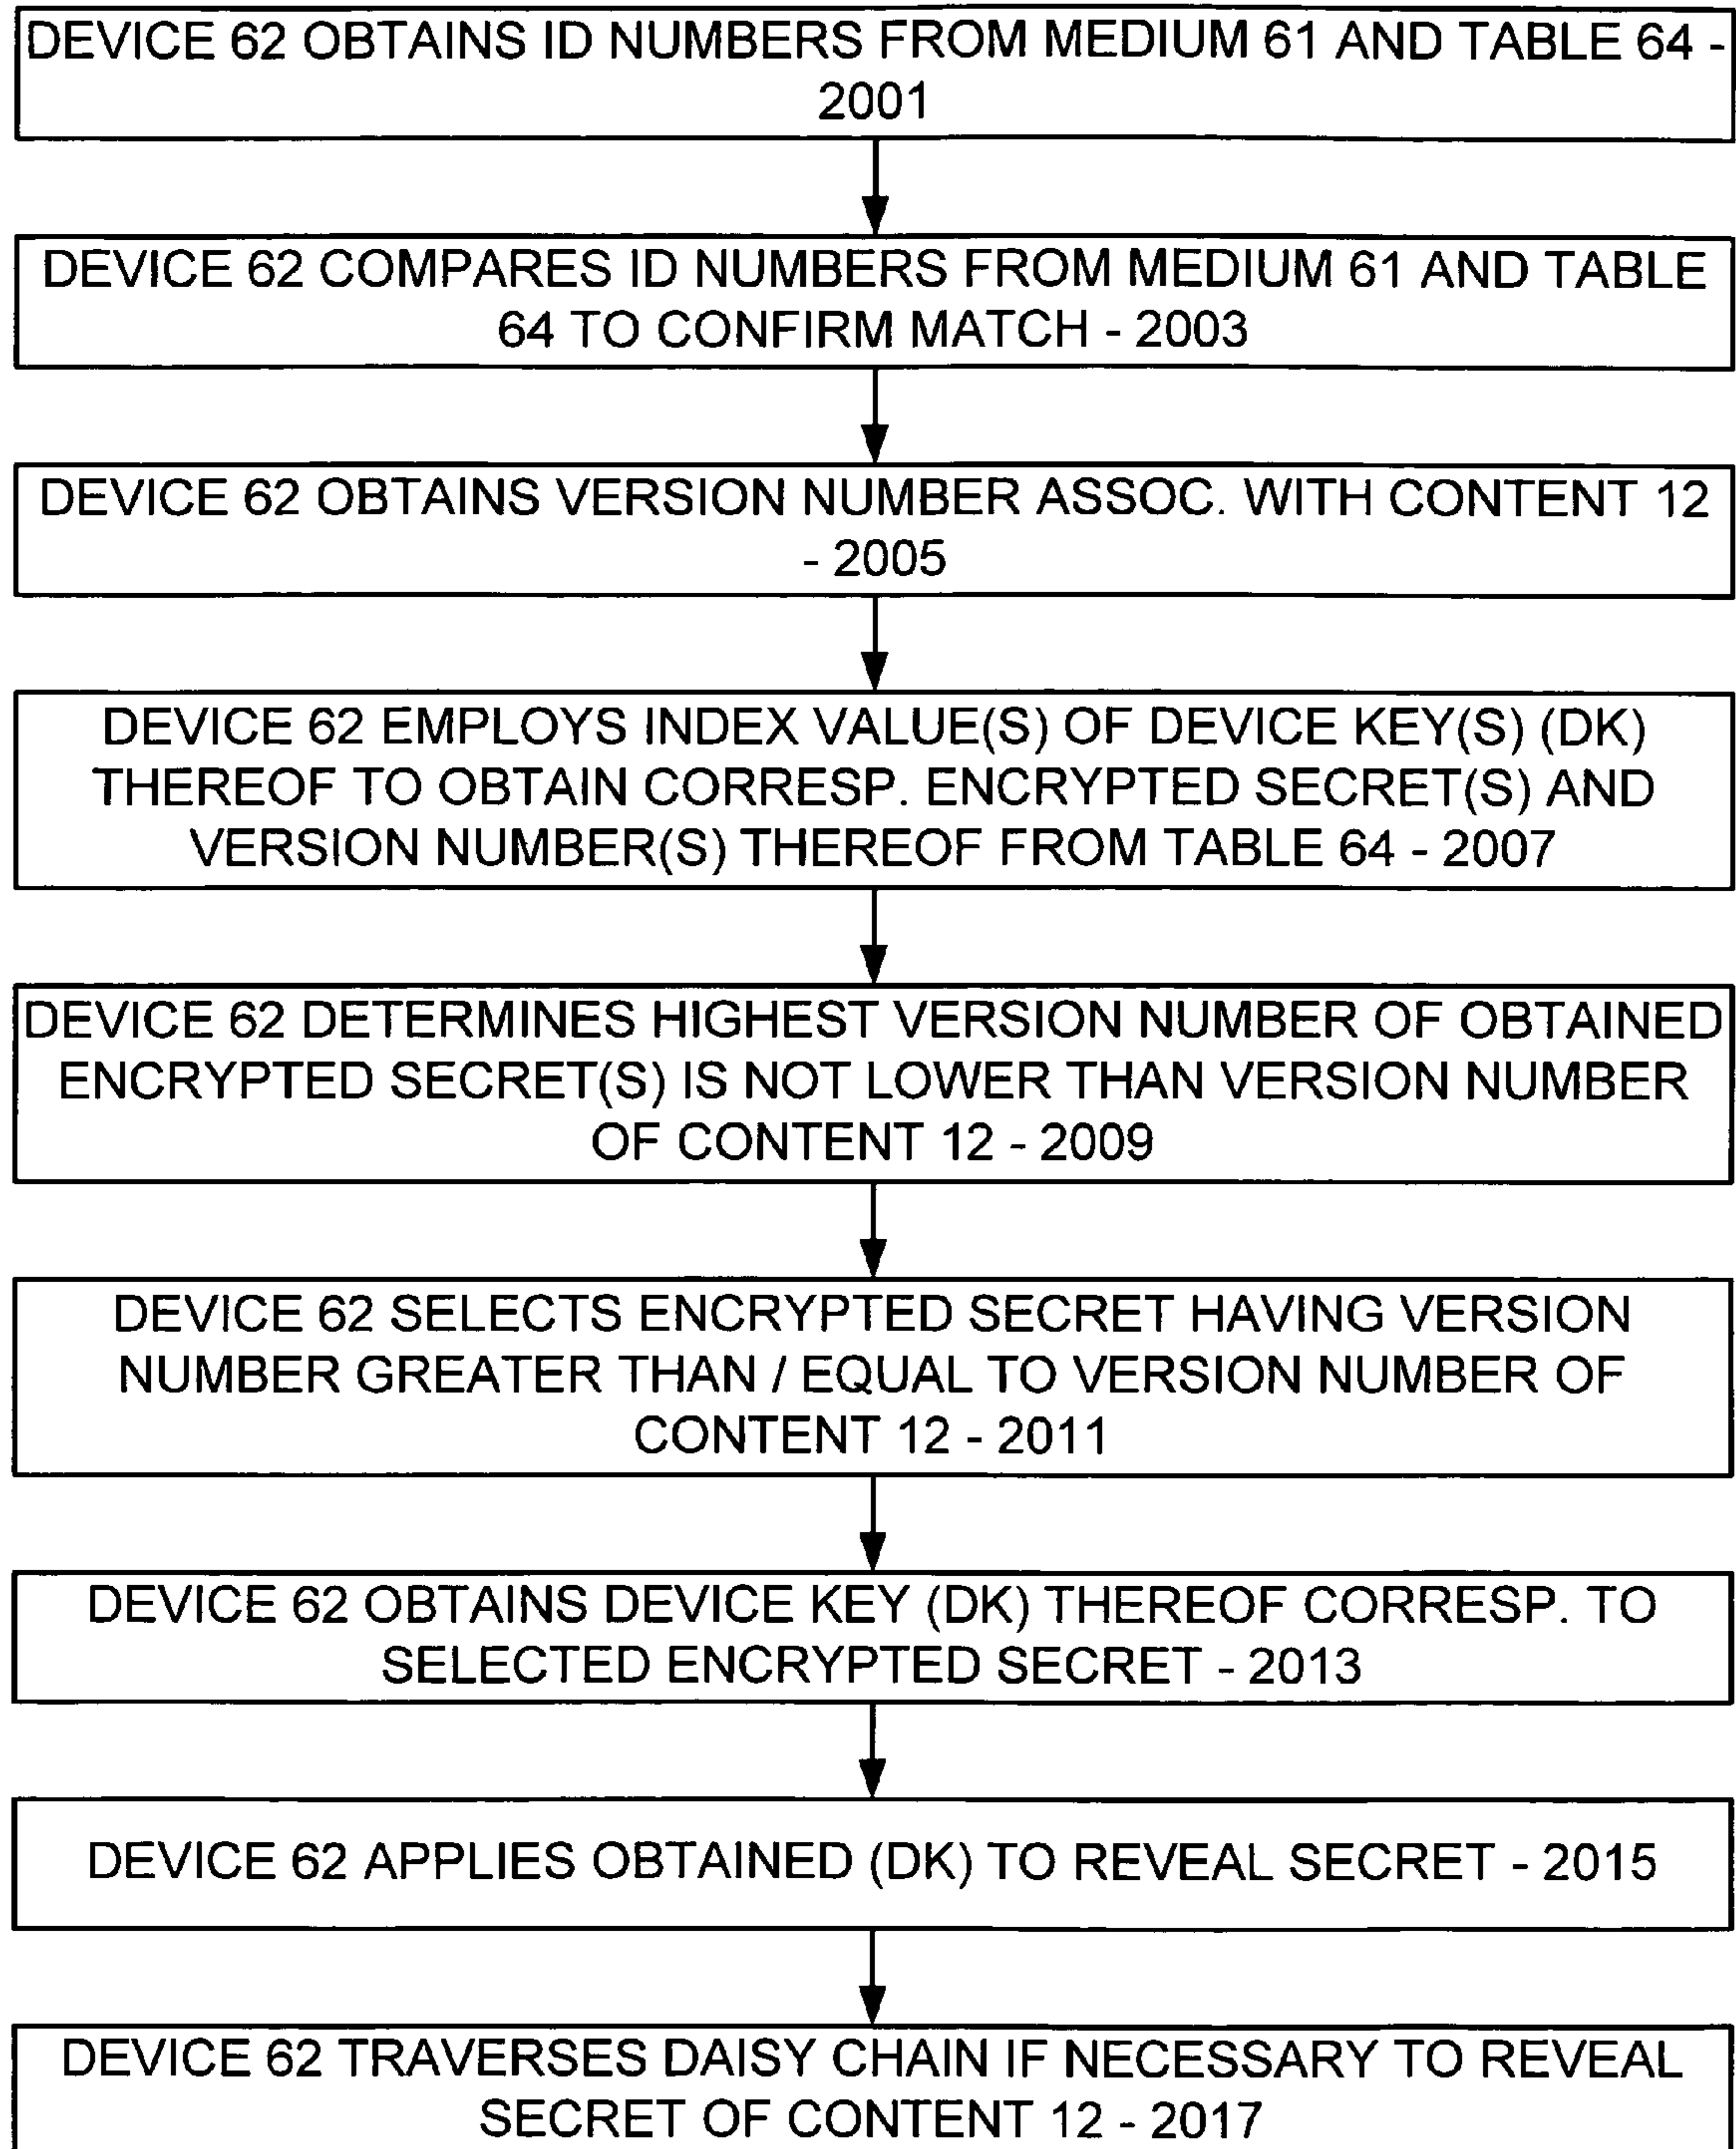 DEVICE 62 OBTAINS ID NUMBERS FROM MEDIUM 61 AND TABLE 64 -
2001
DEVICE 62 COMPARES ID NUMBERS FROM MEDIUM 61 AND TABLE
64 TO CONFIRM MATCH - 2003
DEVICE 62 OBTAINS VERSION NUMBER ASSOC. WITH CONTENT 12
- 2005
DEVICE 62 EMPLOYS INDEX VALUE(S) OF DEVICE KEY(S) (DK)
THEREOF TO OBTAIN CORRESP. ENCRYPTED SECRET(S) AND
VERSION NUMBER(S) THEREOF FROM TABLE 64 - 2007
DEVICE 62 DETERMINES HIGHEST VERSION NUMBER OF OBTAINED
ENCRYPTED SECRET(S) IS NOT LOWER THAN VERSION NUMBER
OF CONTENT 12 - 2009
DEVICE 62 SELECTS ENCRYPTED SECRET HAVING VERSION
NUMBER GREATER THAN / EQUAL TO VERSION NUMBER OF
CONTENT 12 - 2011
DEVICE 62 OBTAINS DEVICE KEY (DK) THEREOF CORRESP. TO
SELECTED ENCRYPTED SECRET - 2013
DEVICE 62 APPLIES OBTAINED (DK) TO REVEAL SECRET - 2015
DEVICE 62 TRAVERSES DAISY CHAIN IF NECESSARY TO REVEAL
SECRET OF CONTENT 12 - 2017